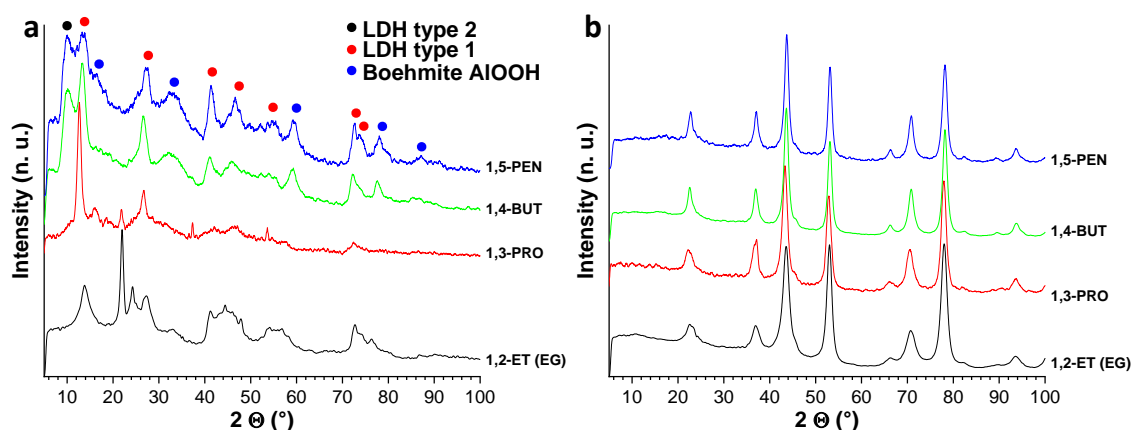 a
LDH type 2
LDH type 1
Boehmite AlOOH
Intensity (n. u.)
1,5-PEN
1,4-BUT
1,3-PRO
1,2-ET (EG)
10 20 30 40 50 60 70 80 90 100
2 Θ (°)
b
Intensity (n. u.)
1,5-PEN
1,4-BUT
1,3-PRO
1,2-ET (EG)
10 20 30 40 50 60 70 80 90 100
2 Θ (°)